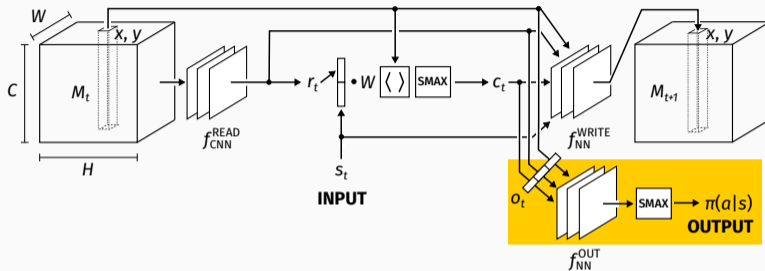 W
x, y
C
M_t
H
f_CNN^READ
r_t
• W
⟨ ⟩
SMAX
c_t
s_t
INPUT
f_NN^WRITE
M_t+1
o_t
SMAX
π(a|s)
OUTPUT
f_NN^OUT